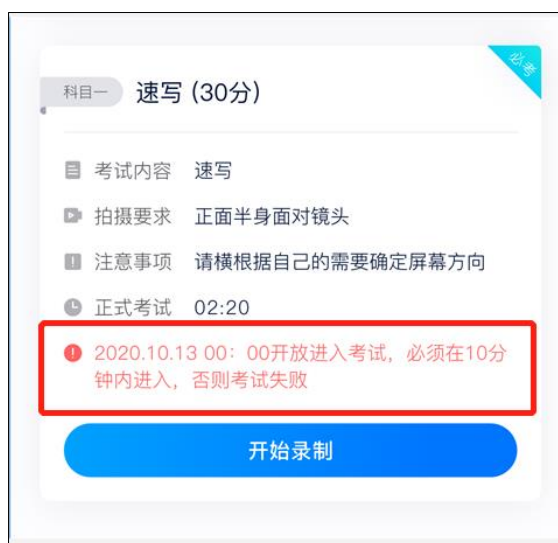 必考
科目一 速写 (30分)
考试内容 速写
拍摄要求 正面半身面对镜头
注意事项 请横根据自己的需要确定屏幕方向
正式考试 02:20
2020.10.13 00：00开放进入考试，必须在10分
钟内进入，否则考试失败
开始录制